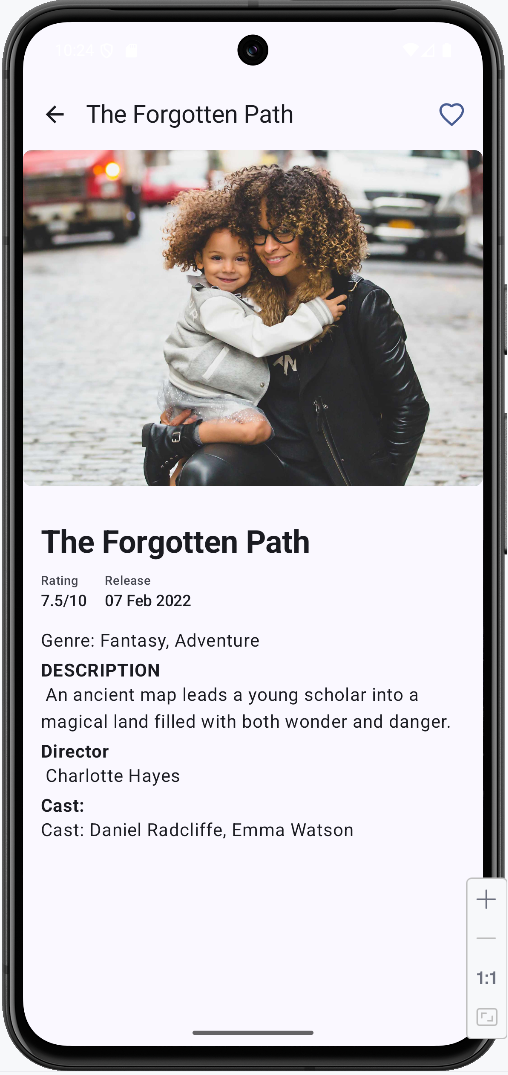 10:24
The Forgotten Path
The Forgotten Path
Rating Release
7.5/10 07 Feb 2022
Genre: Fantasy, Adventure
DESCRIPTION
An ancient map leads a young scholar into a
magical land filled with both wonder and danger.
Director
Charlotte Hayes
Cast:
Cast: Daniel Radcliffe, Emma Watson
1:1